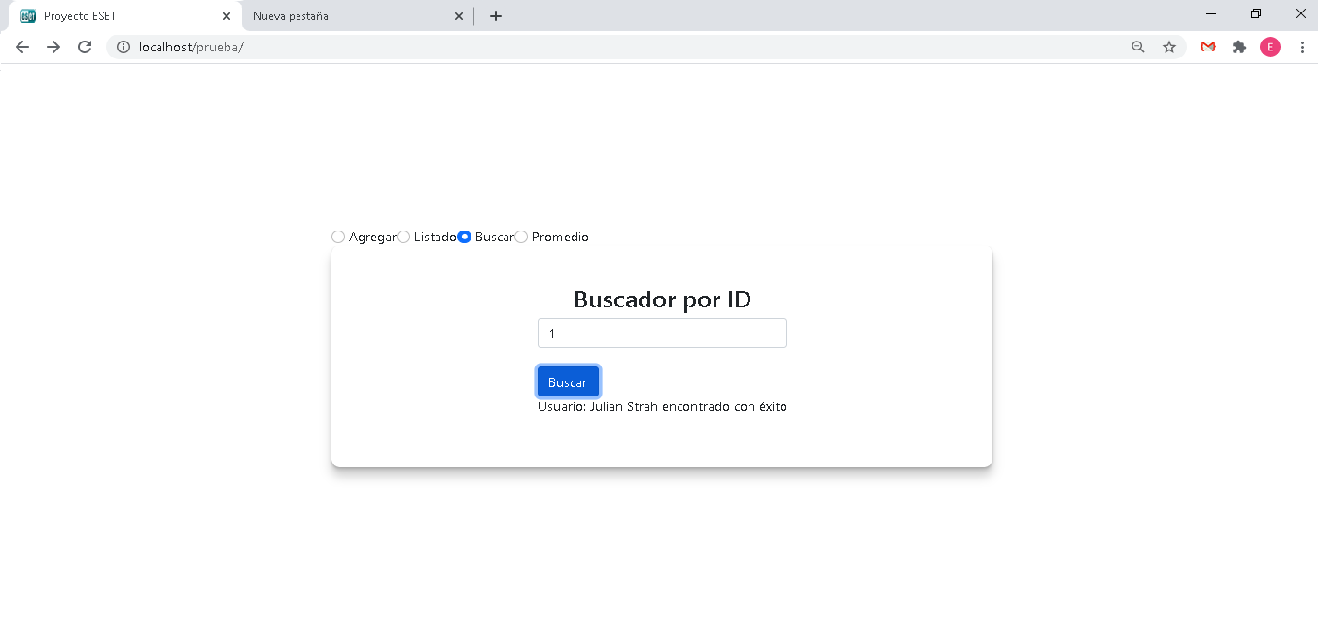 eset Proyecto ESET
Nueva pestaña
localhost/prueba/
E
Agregar Listado Buscar Promedio
Buscador por ID
1
Buscar
Usuario: Julian Strah encontrado con éxito